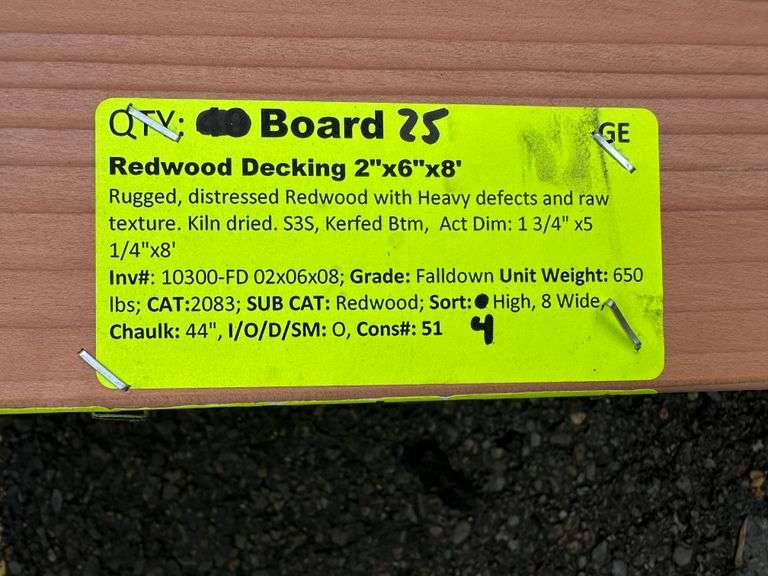 QTY: Board 25 GE
Redwood Decking 2"x6"x8'
Rugged, distressed Redwood with Heavy defects and raw
texture. Kiln dried. S3S, Kerfed Btm, Act Dim: 1 3/4" x5
1/4"x8'
Inv#: 10300-FD 02x06x08; Grade: Falldown Unit Weight: 650
lbs; CAT:2083; SUB CAT: Redwood; Sort: High, 8 Wide
Chaulk: 44", I/O/D/SM: O, Cons#: 51 4